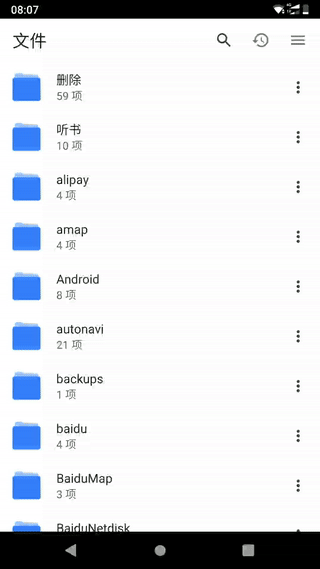 08:07
文件
删除
59 项
听书
10 项
alipay
4 项
amap
4 项
Android
8 项
autonavi
21 项
backups
1 项
baidu
4 项
BaiduMap
3 项
BaiduNetdisk